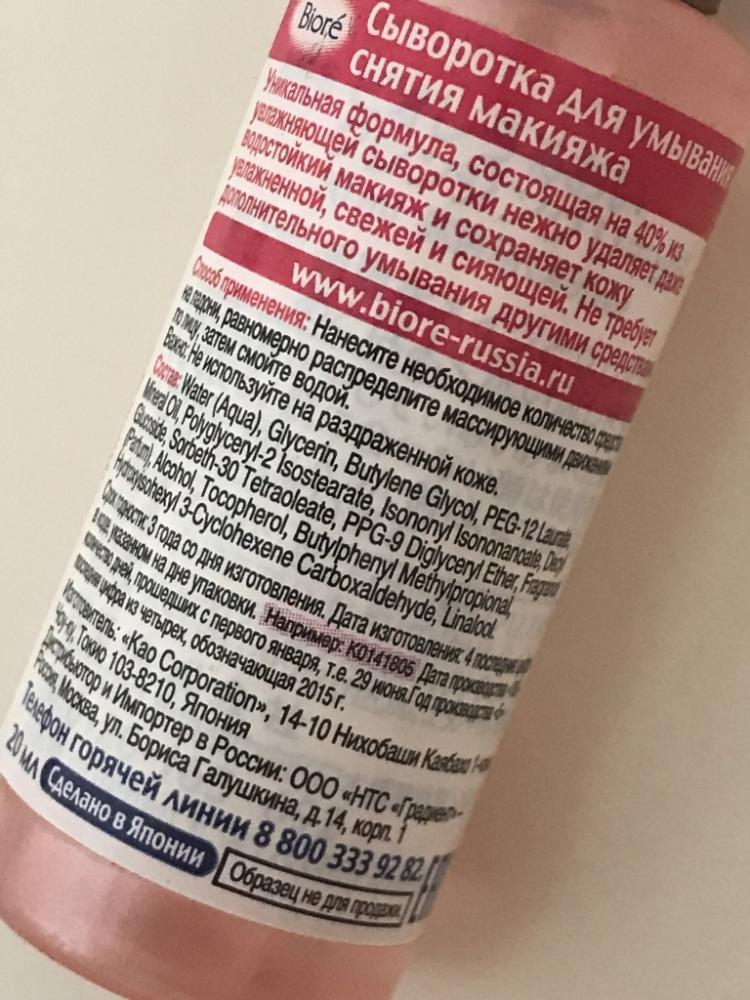 Bioré
Сыворотка для умывания
снятия макияжа
Уникальная формула, состоящая на 40% из
увлажняющей сыворотки нежно удаляет даже
водостойкий макияж и сохраняет кожу
увлажненной, свежей и сияющей. Не требует
дополнительного умывания другими средствами
www.biore-russia.ru
Способ применения: Нанесите необходимое количество средства
на ладони, равномерно распределите массирующими движениями
по лицу, затем смойте водой.
Важно: Не используйте на раздраженной коже.
Состав: Water (Aqua), Glycerin, Butylene Glycol, PEG-12 Laurate,
Mineral Oil, Polyglyceryl-2 Isostearate, Isononyl Isononanoate, Decyl
Glucoside, Sorbeth-30 Tetraoleate, PPG-9 Diglyceryl Ether, Fragrance
(Parfum), Alcohol, Tocopherol, Butylphenyl Methylpropional,
Hydroxyisohexyl 3-Cyclohexene Carboxaldehyde, Linalool.
Срок годности: 3 года со дня изготовления. Дата изготовления: 4 последние
в коде, указанном на дне упаковки. Например: K0141805 Дата производства
количество дней, прошедших с первого января, т.е. 29 июня. Год производства
последняя цифра из четырех, обозначающая 2015 г.
Изготовитель: «Kao Corporation», 14-10 Нихобаши Каябахо
Чуо-ку, Токио 103-8210, Япония
Дистрибьютор и Импортер в России: ООО «НТС «Градиент»
Россия, Москва, ул. Бориса Галушкина, д.14, корп. 1
Телефон горячей линии 8 800 333 92 82
20 мл Сделано в Японии
Образец не для продажи.